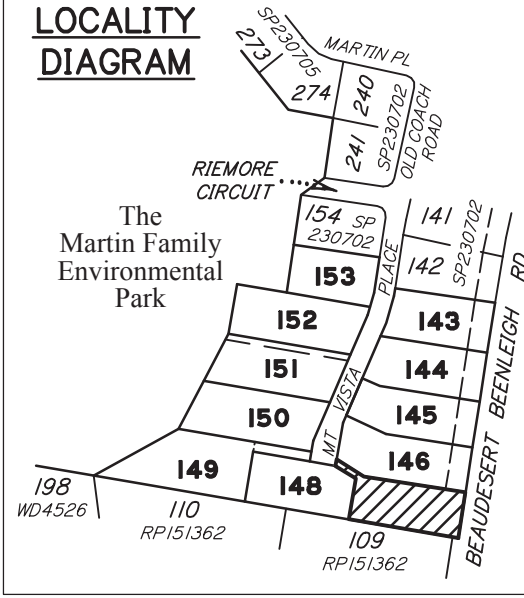 LOCALITY
DIAGRAM
SP230705
273
274
MARTIN PL
240
241
SP230702
OLD COACH
ROAD
RIEMORE
CIRCUIT
The
Martin Family
Environmental
Park
154 SP
230702
141
142
SP230702
153
152
151
150
149
148
MT VISTA PLACE
143
144
145
146
BEAUDESERT BEENLEIGH RD
198
WD4526
110
RP151362
109
RP151362